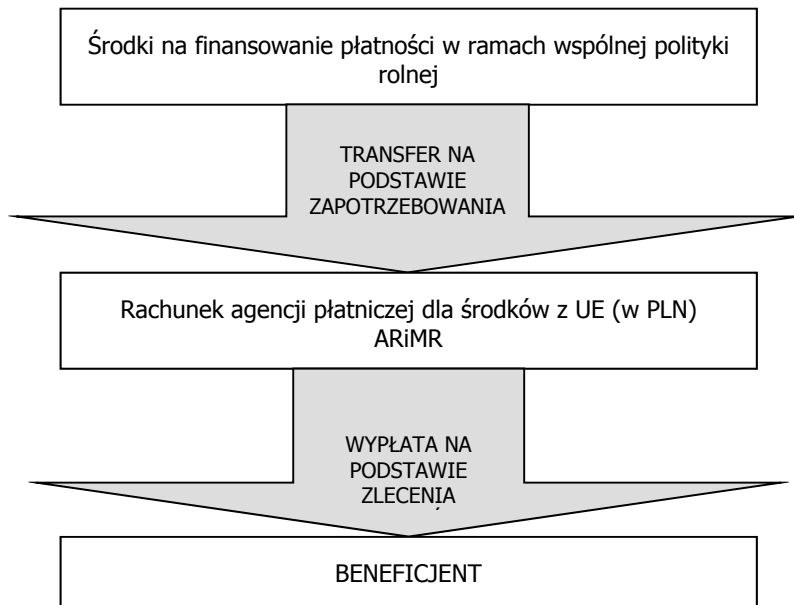 Środki na finansowanie płatności w ramach wspólnej polityki
rolnej
TRANSFER NA
PODSTAWIE
ZAPOTRZEBOWANIA
Rachunek agencji płatniczej dla środków z UE (w PLN)
ARiMR
WYPŁATA NA
PODSTAWIE
ZLECENIA
BENEFICJENT